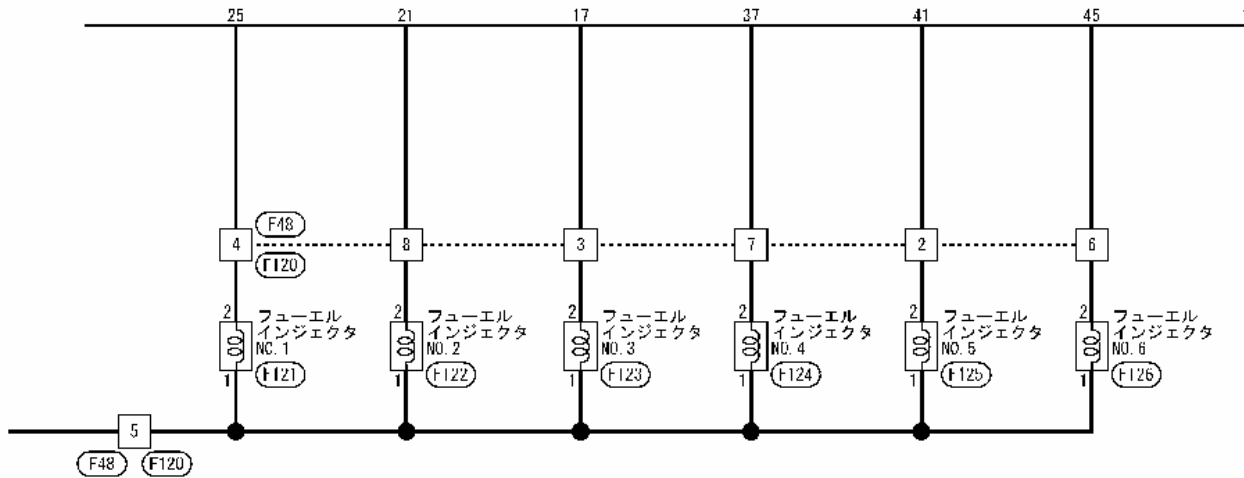 25 21 17 37 41 45
F48
4 8 3 7 2 6
F120
2 フューエル 2 フューエル 2 フューエル 2 フューエル 2 フューエル 2 フューエル
インジェクタ インジェクタ インジェクタ インジェクタ インジェクタ インジェクタ
NO.1 NO.2 NO.3 NO.4 NO.5 NO.6
1 F121 1 F122 1 F123 1 F124 1 F125 1 F126
5
F48 F120